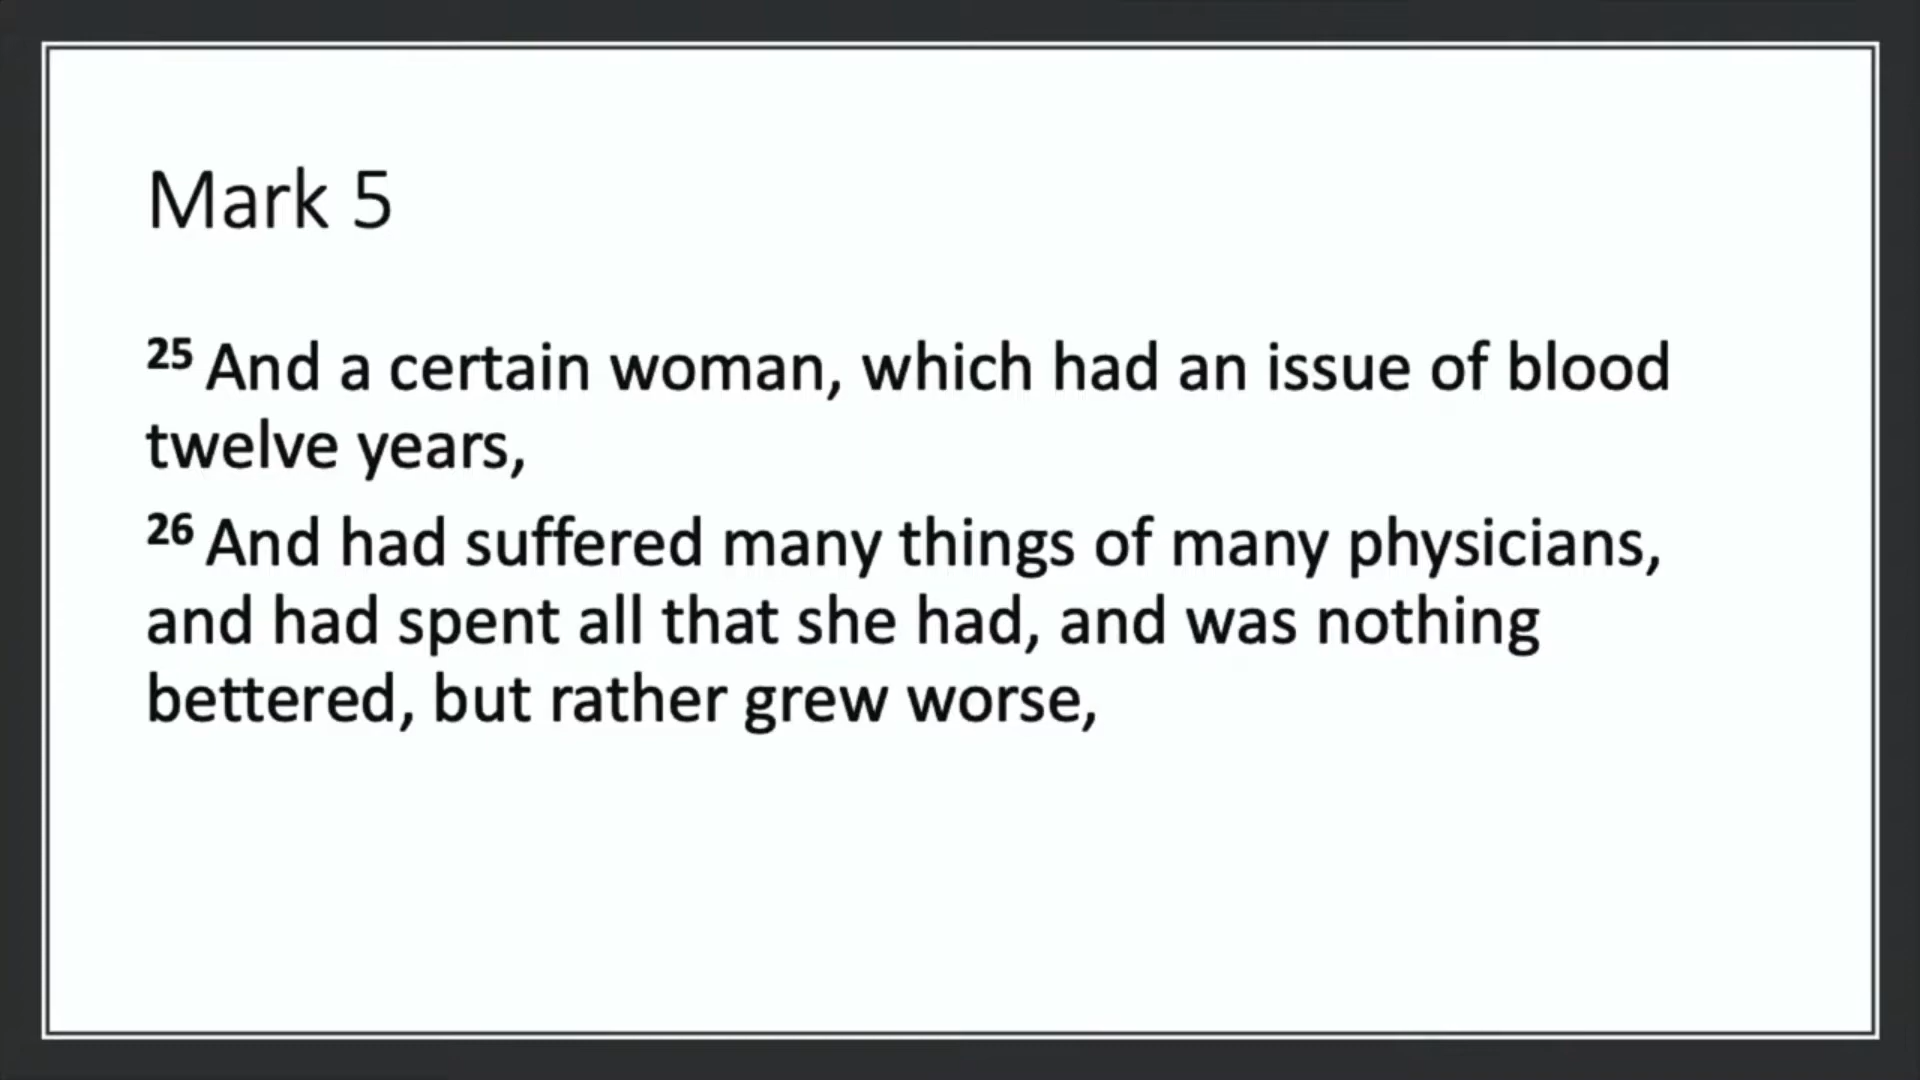 Mark 5
25 And a certain woman, which had an issue of blood
twelve years,
26 And had suffered many things of many physicians,
and had spent all that she had, and was nothing
bettered, but rather grew worse,